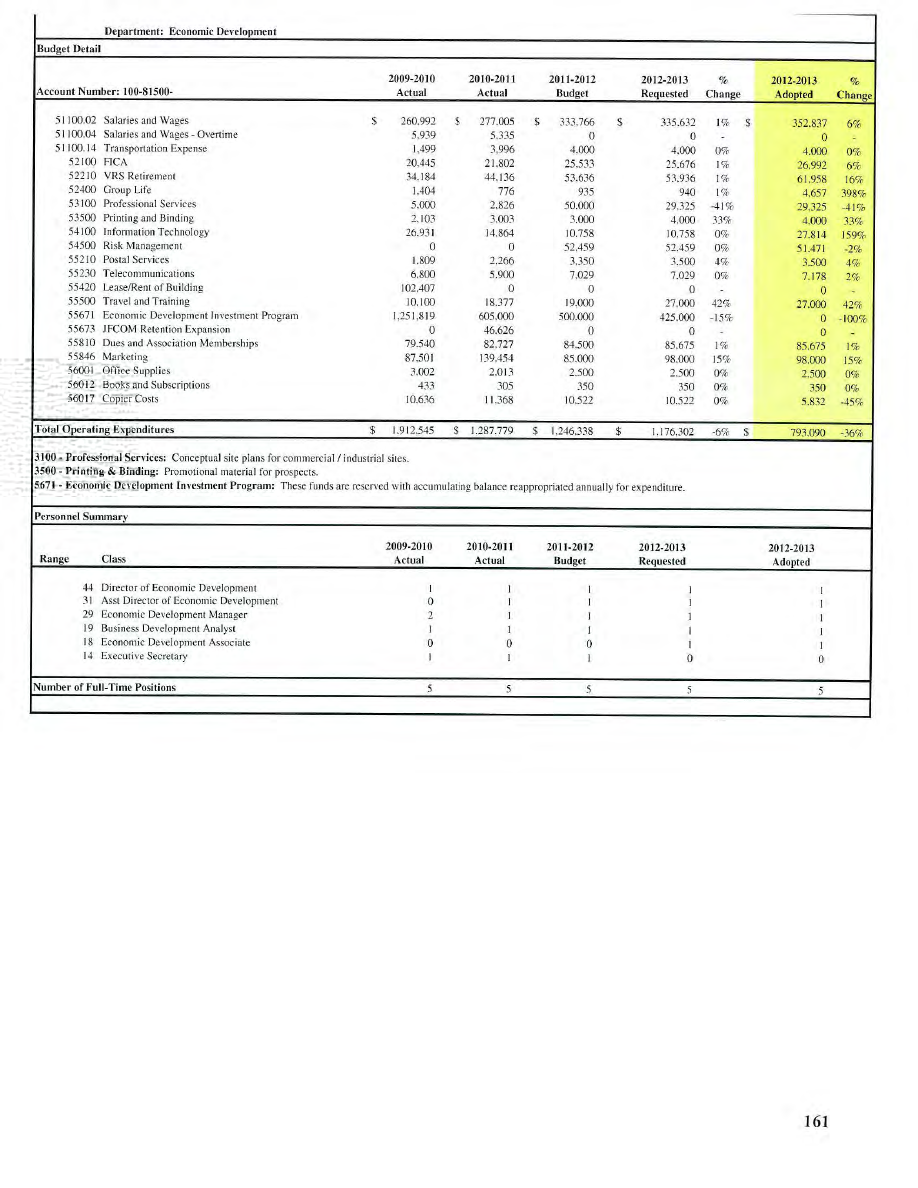 Department: Economic Development
Budget Detail
2009-2010 2010-2011 2011-2012 2012-2013 % 2012-2013 %
Account Number: 100-81500- Actual Actual Budget Requested Change Adopted Change
51100.02 Salaries and Wages $ 260,992 $ 277,005 $ 333,766 $ 335,632 1% $ 352,837 6%
51100.04 Salaries and Wages - Overtime 5,939 5,335 0 0 - 0 -
51100.14 Transportation Expense 1,499 3,996 4,000 4,000 0% 4,000 0%
52100 FICA 20,445 21,802 25,533 25,676 1% 26,992 6%
52210 VRS Retirement 34,184 44,136 53,636 53,936 1% 61,958 16%
52400 Group Life 1,404 776 935 940 1% 4,657 398%
53100 Professional Services 5,000 2,826 50,000 29,325 -41% 29,325 -41%
53500 Printing and Binding 2,103 3,003 3,000 4,000 33% 4,000 33%
54100 Information Technology 26,931 14,864 10,758 10,758 0% 27,814 159%
54500 Risk Management 0 0 52,459 52,459 0% 51,471 -2%
55210 Postal Services 1,809 2,266 3,350 3,500 4% 3,500 4%
55230 Telecommunications 6,800 5,900 7,029 7,029 0% 7,178 2%
55420 Lease/Rent of Building 102,407 0 0 0 - 0 -
55500 Travel and Training 10,100 18,377 19,000 27,000 42% 27,000 42%
55671 Economic Development Investment Program 1,251,819 605,000 500,000 425,000 -15% 0 -100%
55673 JFCOM Retention Expansion 0 46,626 0 0 - 0 -
55810 Dues and Association Memberships 79,540 82,727 84,500 85,675 1% 85,675 1%
55846 Marketing 87,501 139,454 85,000 98,000 15% 98,000 15%
56001 Office Supplies 3,002 2,013 2,500 2,500 0% 2,500 0%
56012 Books and Subscriptions 433 305 350 350 0% 350 0%
56017 Copier Costs 10,636 11,368 10,522 10,522 0% 5,832 -45%
Total Operating Expenditures $ 1,912,545 $ 1,287,779 $ 1,246,338 $ 1,176,302 -6% $ 793,090 -36%
3100 - Professional Services: Conceptual site plans for commercial / industrial sites.
3500 - Printing & Binding: Promotional material for prospects.
5671 - Economic Development Investment Program: These funds are reserved with accumulating balance reappropriated annually for expenditure.
Personnel Summary
2009-2010 2010-2011 2011-2012 2012-2013 2012-2013
Range Class Actual Actual Budget Requested Adopted
44 Director of Economic Development 1 1 1 1 1
31 Asst Director of Economic Development 0 1 1 1 1
29 Economic Development Manager 2 1 1 1 1
19 Business Development Analyst 1 1 1 1 1
18 Economic Development Associate 0 0 0 1 1
14 Executive Secretary 1 1 1 0 0
Number of Full-Time Positions 5 5 5 5 5
161